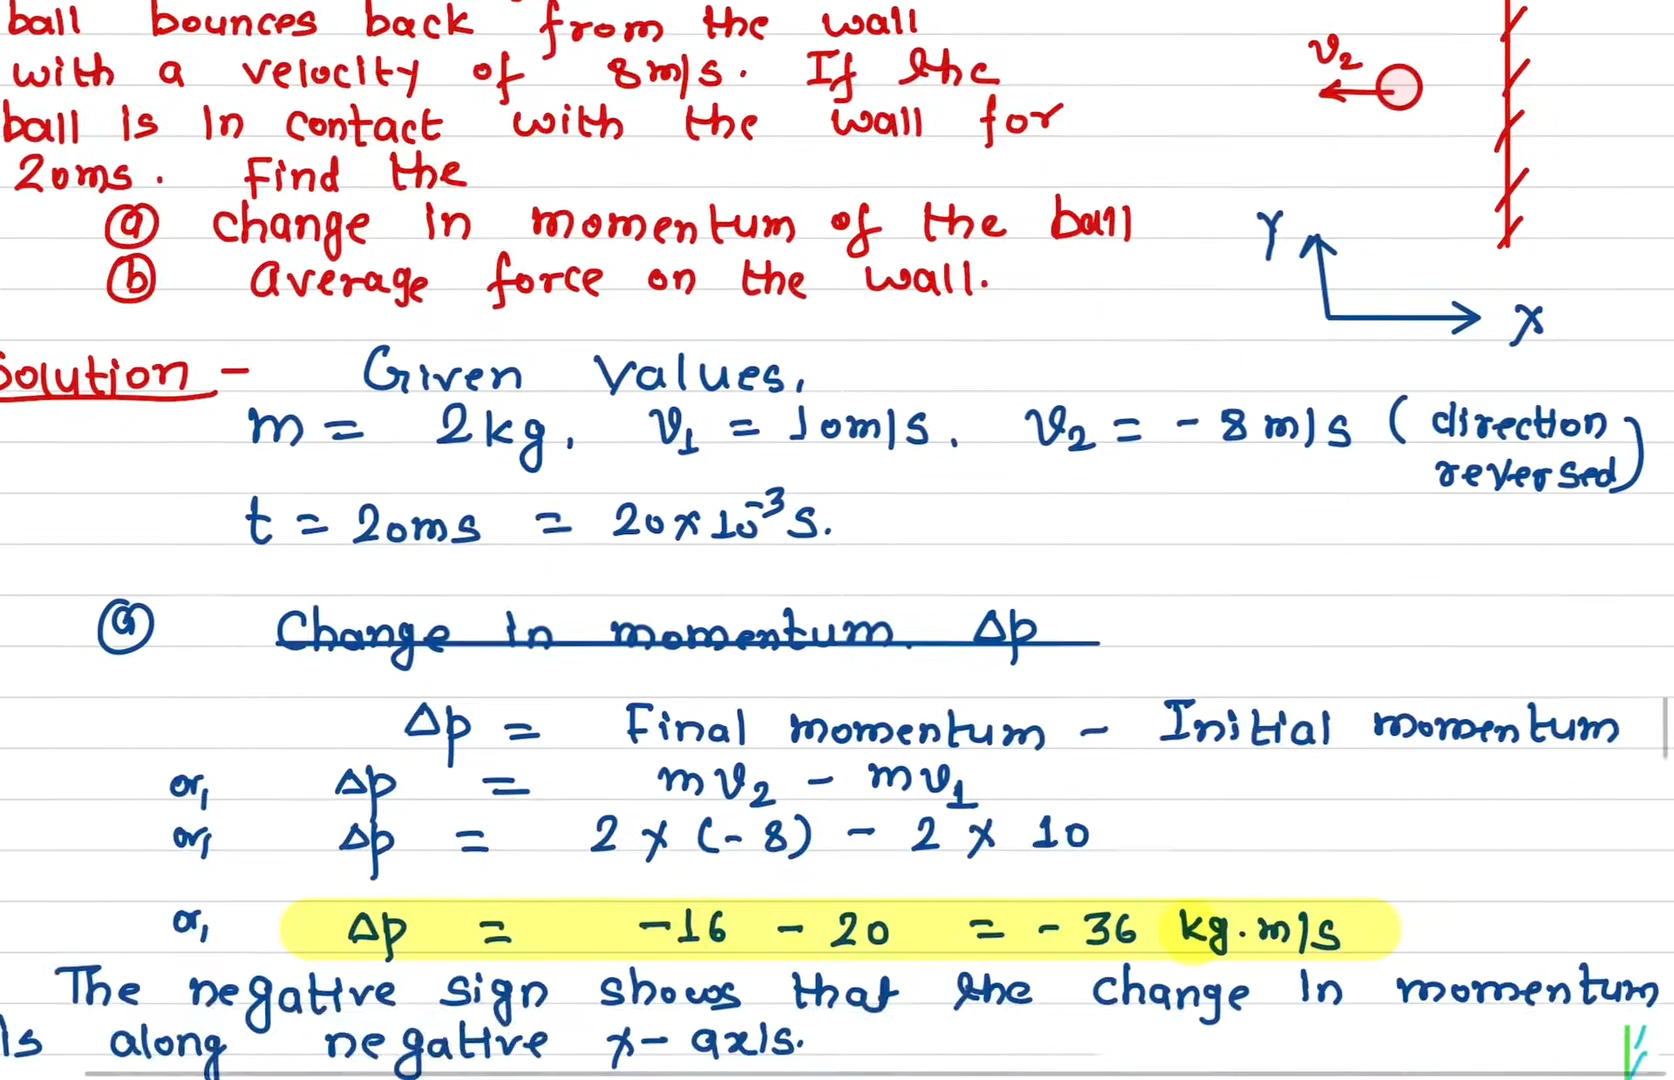 ball bounces back from the wall
with a velocity of 8m/s. If the
ball is in contact with the wall for
20ms. Find the
(a) change in momentum of the ball
(b) average force on the wall.
v₂
Y
X
Solution -
Given values,
m = 2kg, v₁ = 10m/s, v₂ = -8 m/s (direction reversed)
t = 20ms = 20×10⁻³s.
(a) Change in momentum Δp
Δp = Final momentum - Initial momentum
or, Δp = mv₂ - mv₁
or, Δp = 2 × (-8) - 2 × 10
or, Δp = -16 - 20 = -36 kg.m/s
The negative sign shows that the change in momentum
is along negative x-axis.